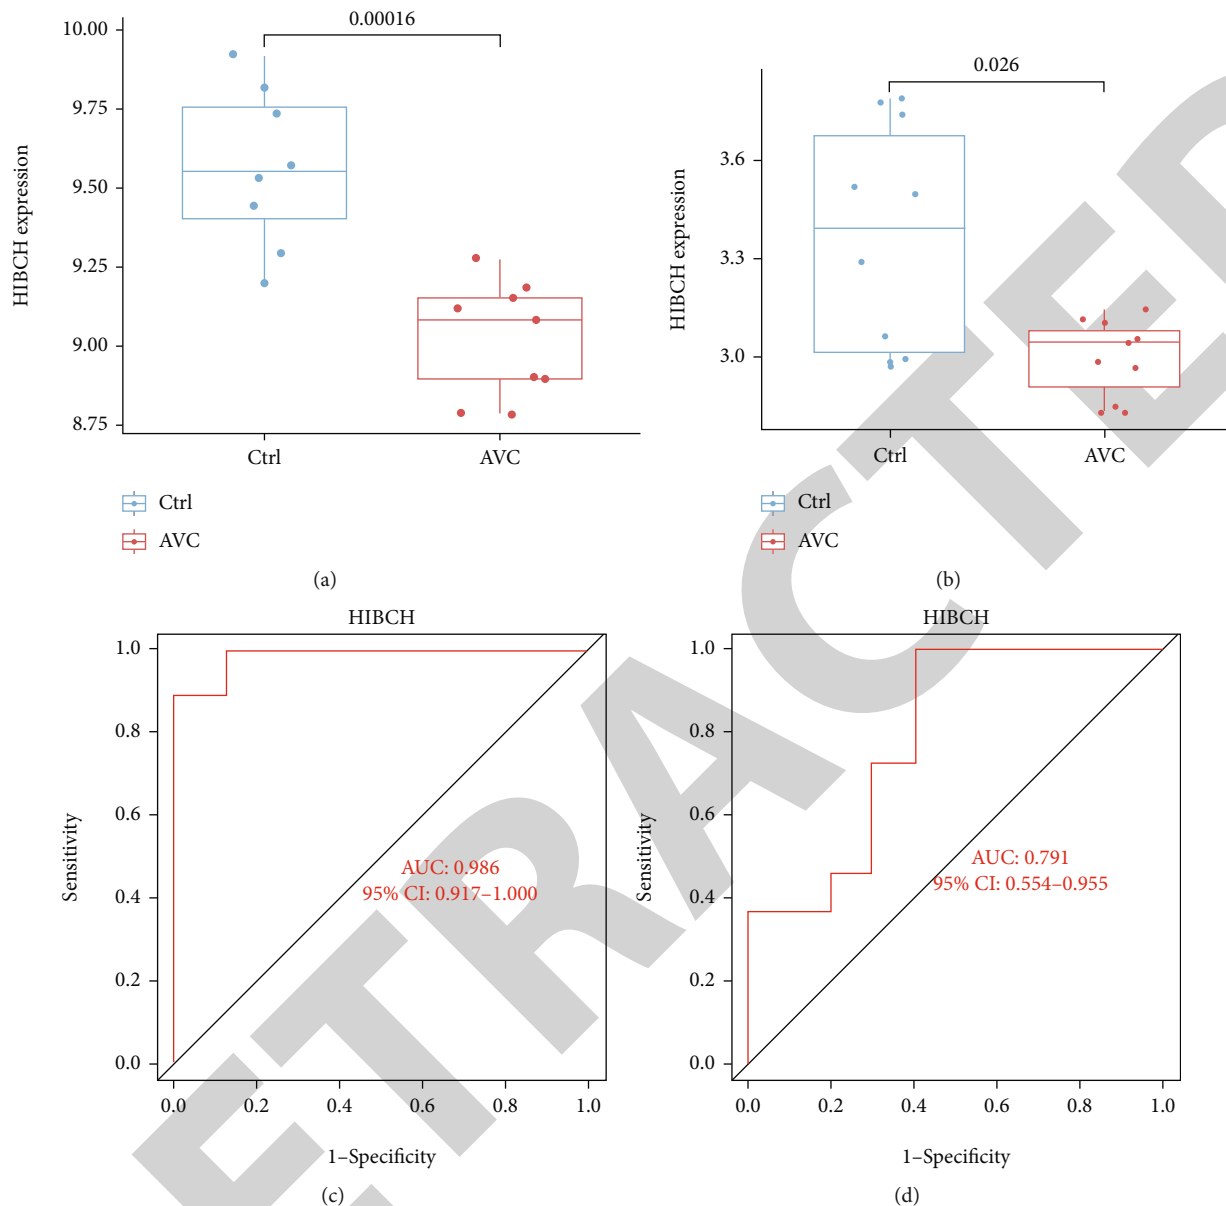 0.00016
10.00
9.75
9.50
9.25
9.00
8.75
HIBCH expression
Ctrl AVC
Ctrl
AVC
(a)
0.026
3.6
3.3
3.0
HIBCH expression
Ctrl AVC
Ctrl
AVC
(b)
HIBCH
1.0
0.8
0.6
0.4
0.2
0.0
Sensitivity
AUC: 0.986
95% CI: 0.917–1.000
0.0 0.2 0.4 0.6 0.8 1.0
1–Specificity
(c)
HIBCH
1.0
0.8
0.6
0.4
0.2
0.0
Sensitivity
AUC: 0.791
95% CI: 0.554–0.955
0.0 0.2 0.4 0.6 0.8 1.0
1–Specificity
(d)
ETRACTED